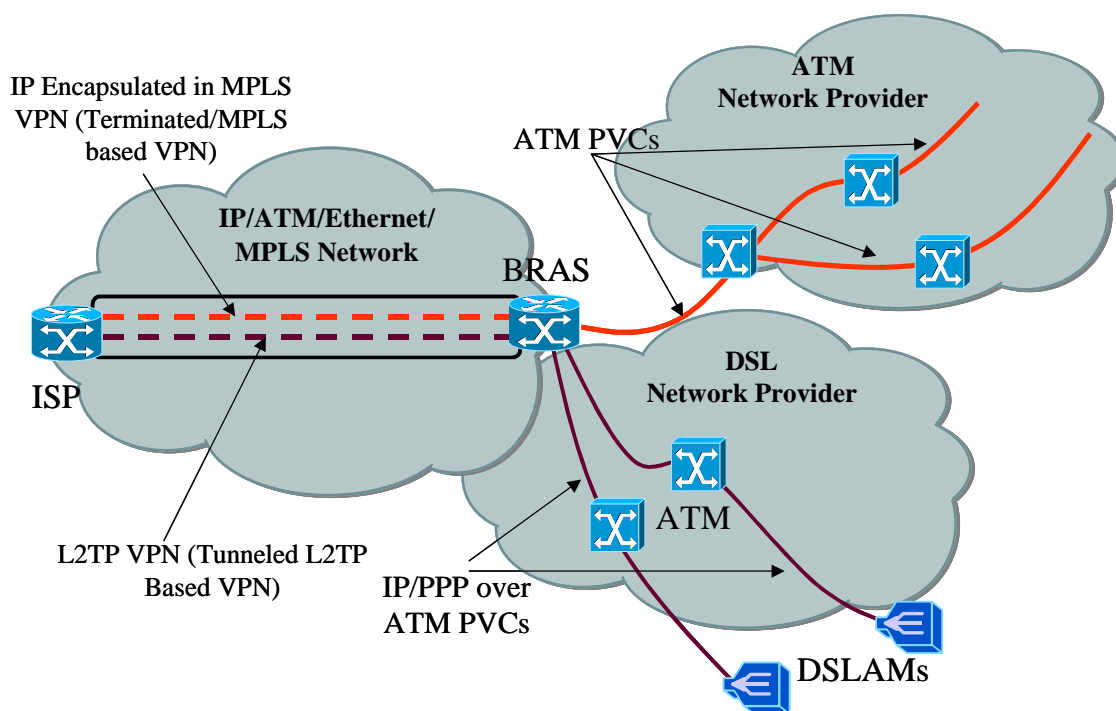 IP Encapsulated in MPLS
VPN (Terminated/MPLS
based VPN)
ATM
Network Provider
ATM PVCs
IP/ATM/Ethernet/
MPLS Network
BRAS
ISP
DSL
Network Provider
ATM
L2TP VPN (Tunneled L2TP
Based VPN)
IP/PPP over
ATM PVCs
DSLAMs